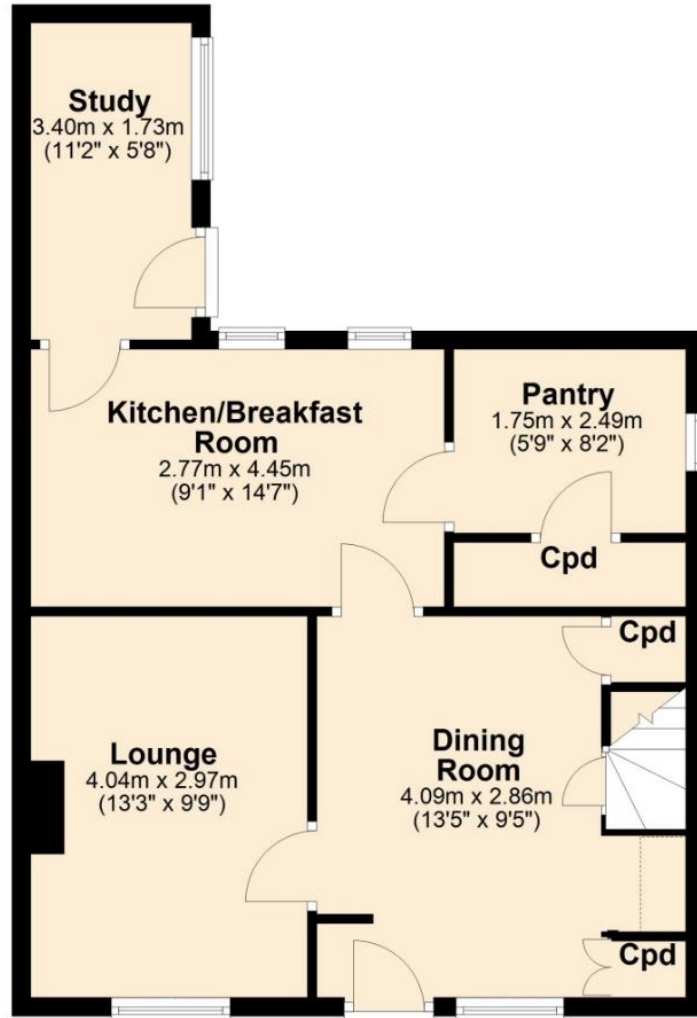 Study
3.40m x 1.73m
(11'2" x 5'8")
Kitchen/Breakfast
Room
2.77m x 4.45m
(9'1" x 14'7")
Pantry
1.75m x 2.49m
(5'9" x 8'2")
Cpd
Cpd
Lounge
4.04m x 2.97m
(13'3" x 9'9")
Dining
Room
4.09m x 2.86m
(13'5" x 9'5")
Cpd